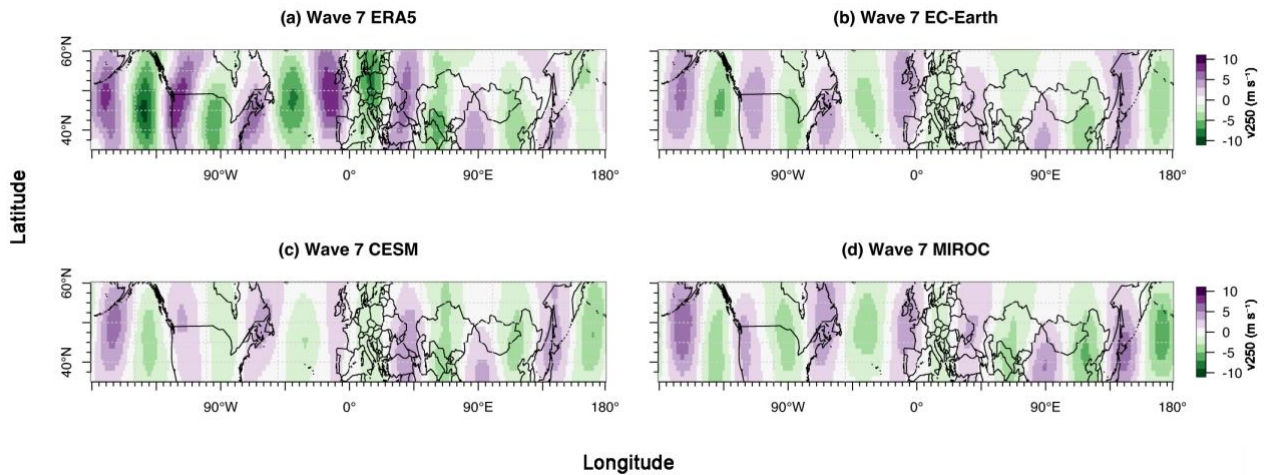 (a) Wave 7 ERA5
(b) Wave 7 EC-Earth
60°N
40°N
90°W
0°
90°E
180°
90°W
0°
90°E
180°
10
5
0
-5
-10
v250 (m s⁻¹)
Latitude
(c) Wave 7 CESM
(d) Wave 7 MIROC
60°N
40°N
90°W
0°
90°E
180°
90°W
0°
90°E
180°
10
5
0
-5
-10
v250 (m s⁻¹)
Longitude